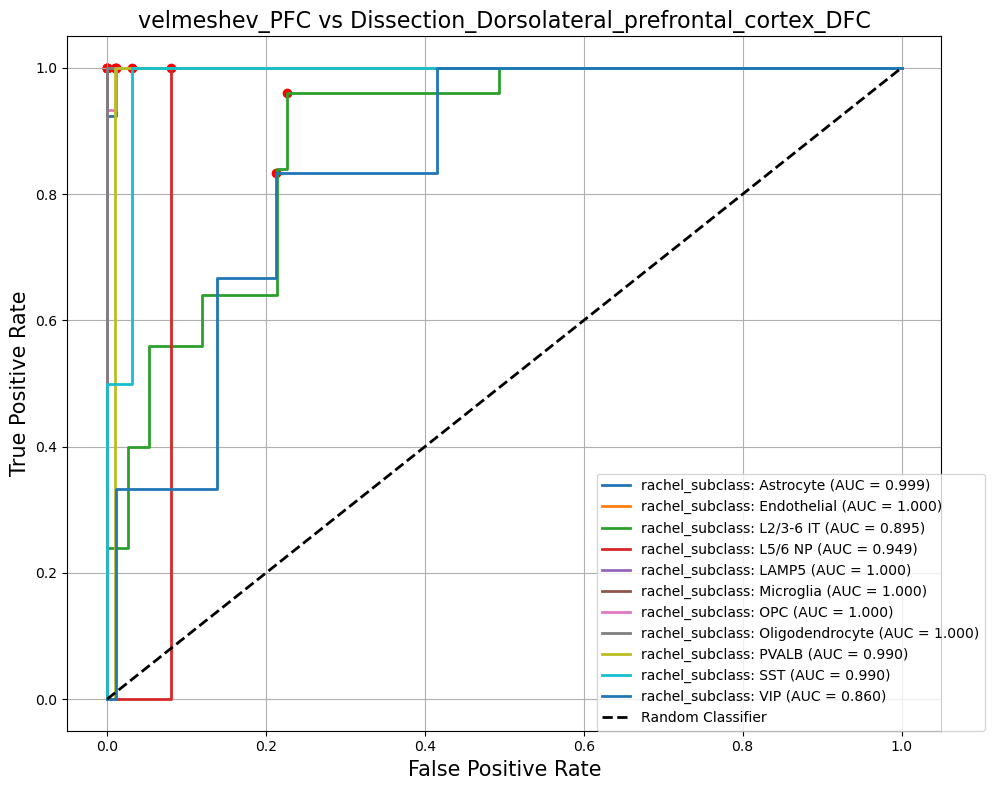 velmeshev_PFC vs Dissection_Dorsolateral_prefrontal_cortex_DFC
True Positive Rate
1.0
0.8
0.6
0.4
0.2
0.0
rachel_subclass: Astrocyte (AUC = 0.999)
rachel_subclass: Endothelial (AUC = 1.000)
rachel_subclass: L2/3-6 IT (AUC = 0.895)
rachel_subclass: L5/6 NP (AUC = 0.949)
rachel_subclass: LAMP5 (AUC = 1.000)
rachel_subclass: Microglia (AUC = 1.000)
rachel_subclass: OPC (AUC = 1.000)
rachel_subclass: Oligodendrocyte (AUC = 1.000)
rachel_subclass: PVALB (AUC = 0.990)
rachel_subclass: SST (AUC = 0.990)
rachel_subclass: VIP (AUC = 0.860)
Random Classifier
0.0 0.2 0.4 0.6 0.8 1.0
False Positive Rate